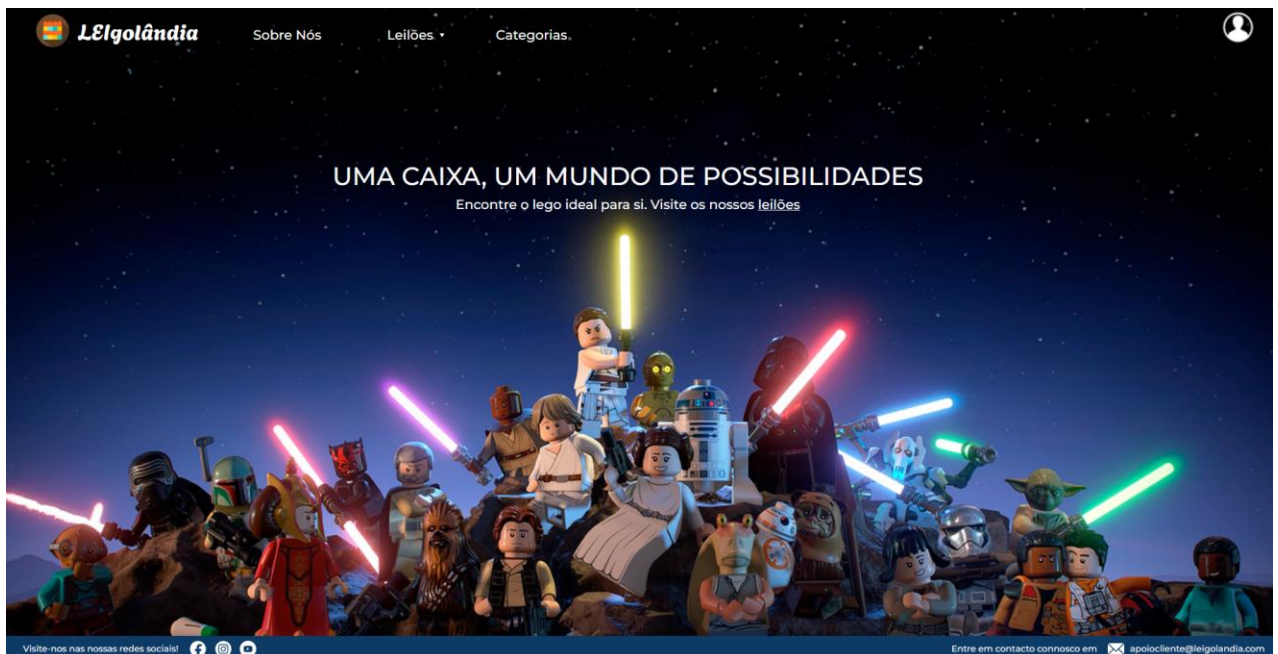 LEIgolândia
Sobre Nós
Leilões
Categorias
UMA CAIXA, UM MUNDO DE POSSIBILIDADES
Encontre o lego ideal para si. Visite os nossos leilões
Visite-nos nas nossas redes sociais!
Entre em contacto connosco em
apoiocliente@leigolandia.com